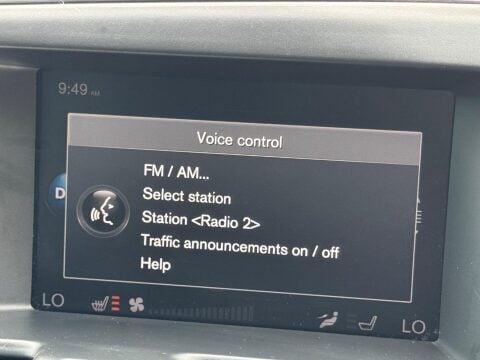 9:49 AM
Voice control
FM / AM...
Select station
Station <Radio 2>
Traffic announcements on / off
Help
D
LO
LO